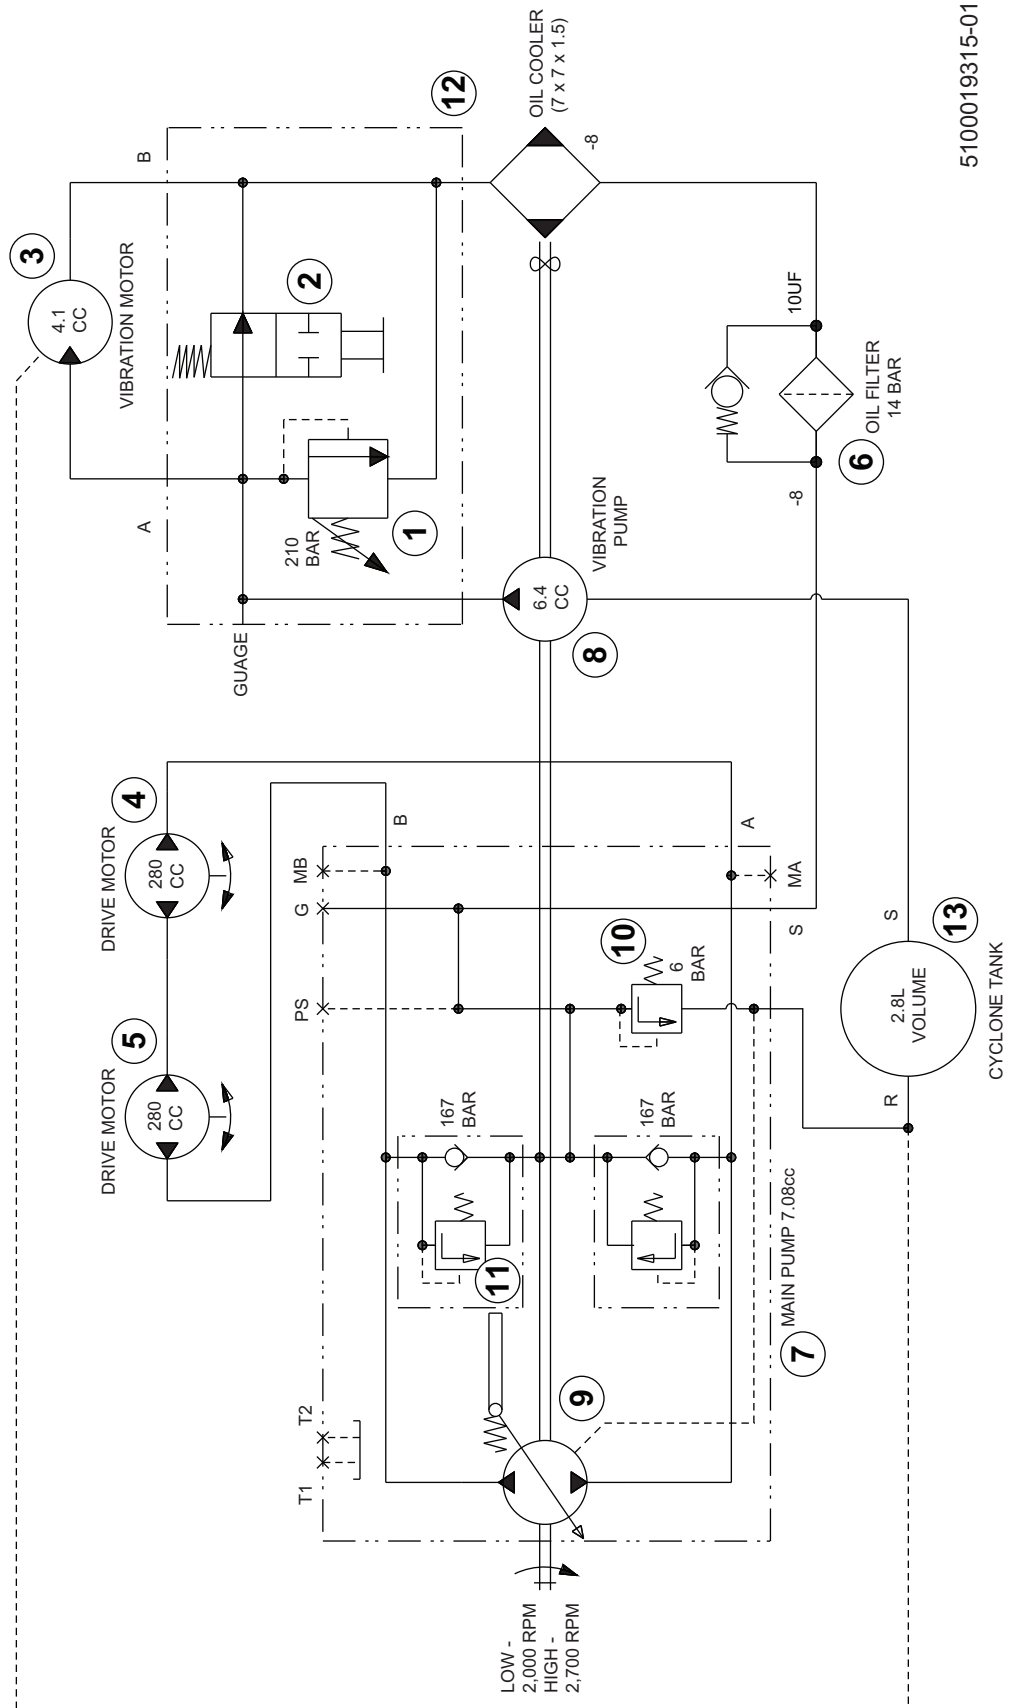 LOW -
2,000 RPM
HIGH -
2,700 RPM
T1
T2
9
7
MAIN PUMP 7.08cc
11
167
BAR
167
BAR
10
6
BAR
PS
G
MB
MA
S
B
A
DRIVE MOTOR
5
280
CC
DRIVE MOTOR
4
280
CC
R
2.8L
VOLUME
S
13
CYCLONE TANK
GUAGE
8
6.4
CC
VIBRATION
PUMP
-8
6
OIL FILTER
14 BAR
10UF
A
210
BAR
1
2
B
12
3
4.1
CC
VIBRATION MOTOR
OIL COOLER
(7 x 7 x 1.5)
-8
5100019315-01